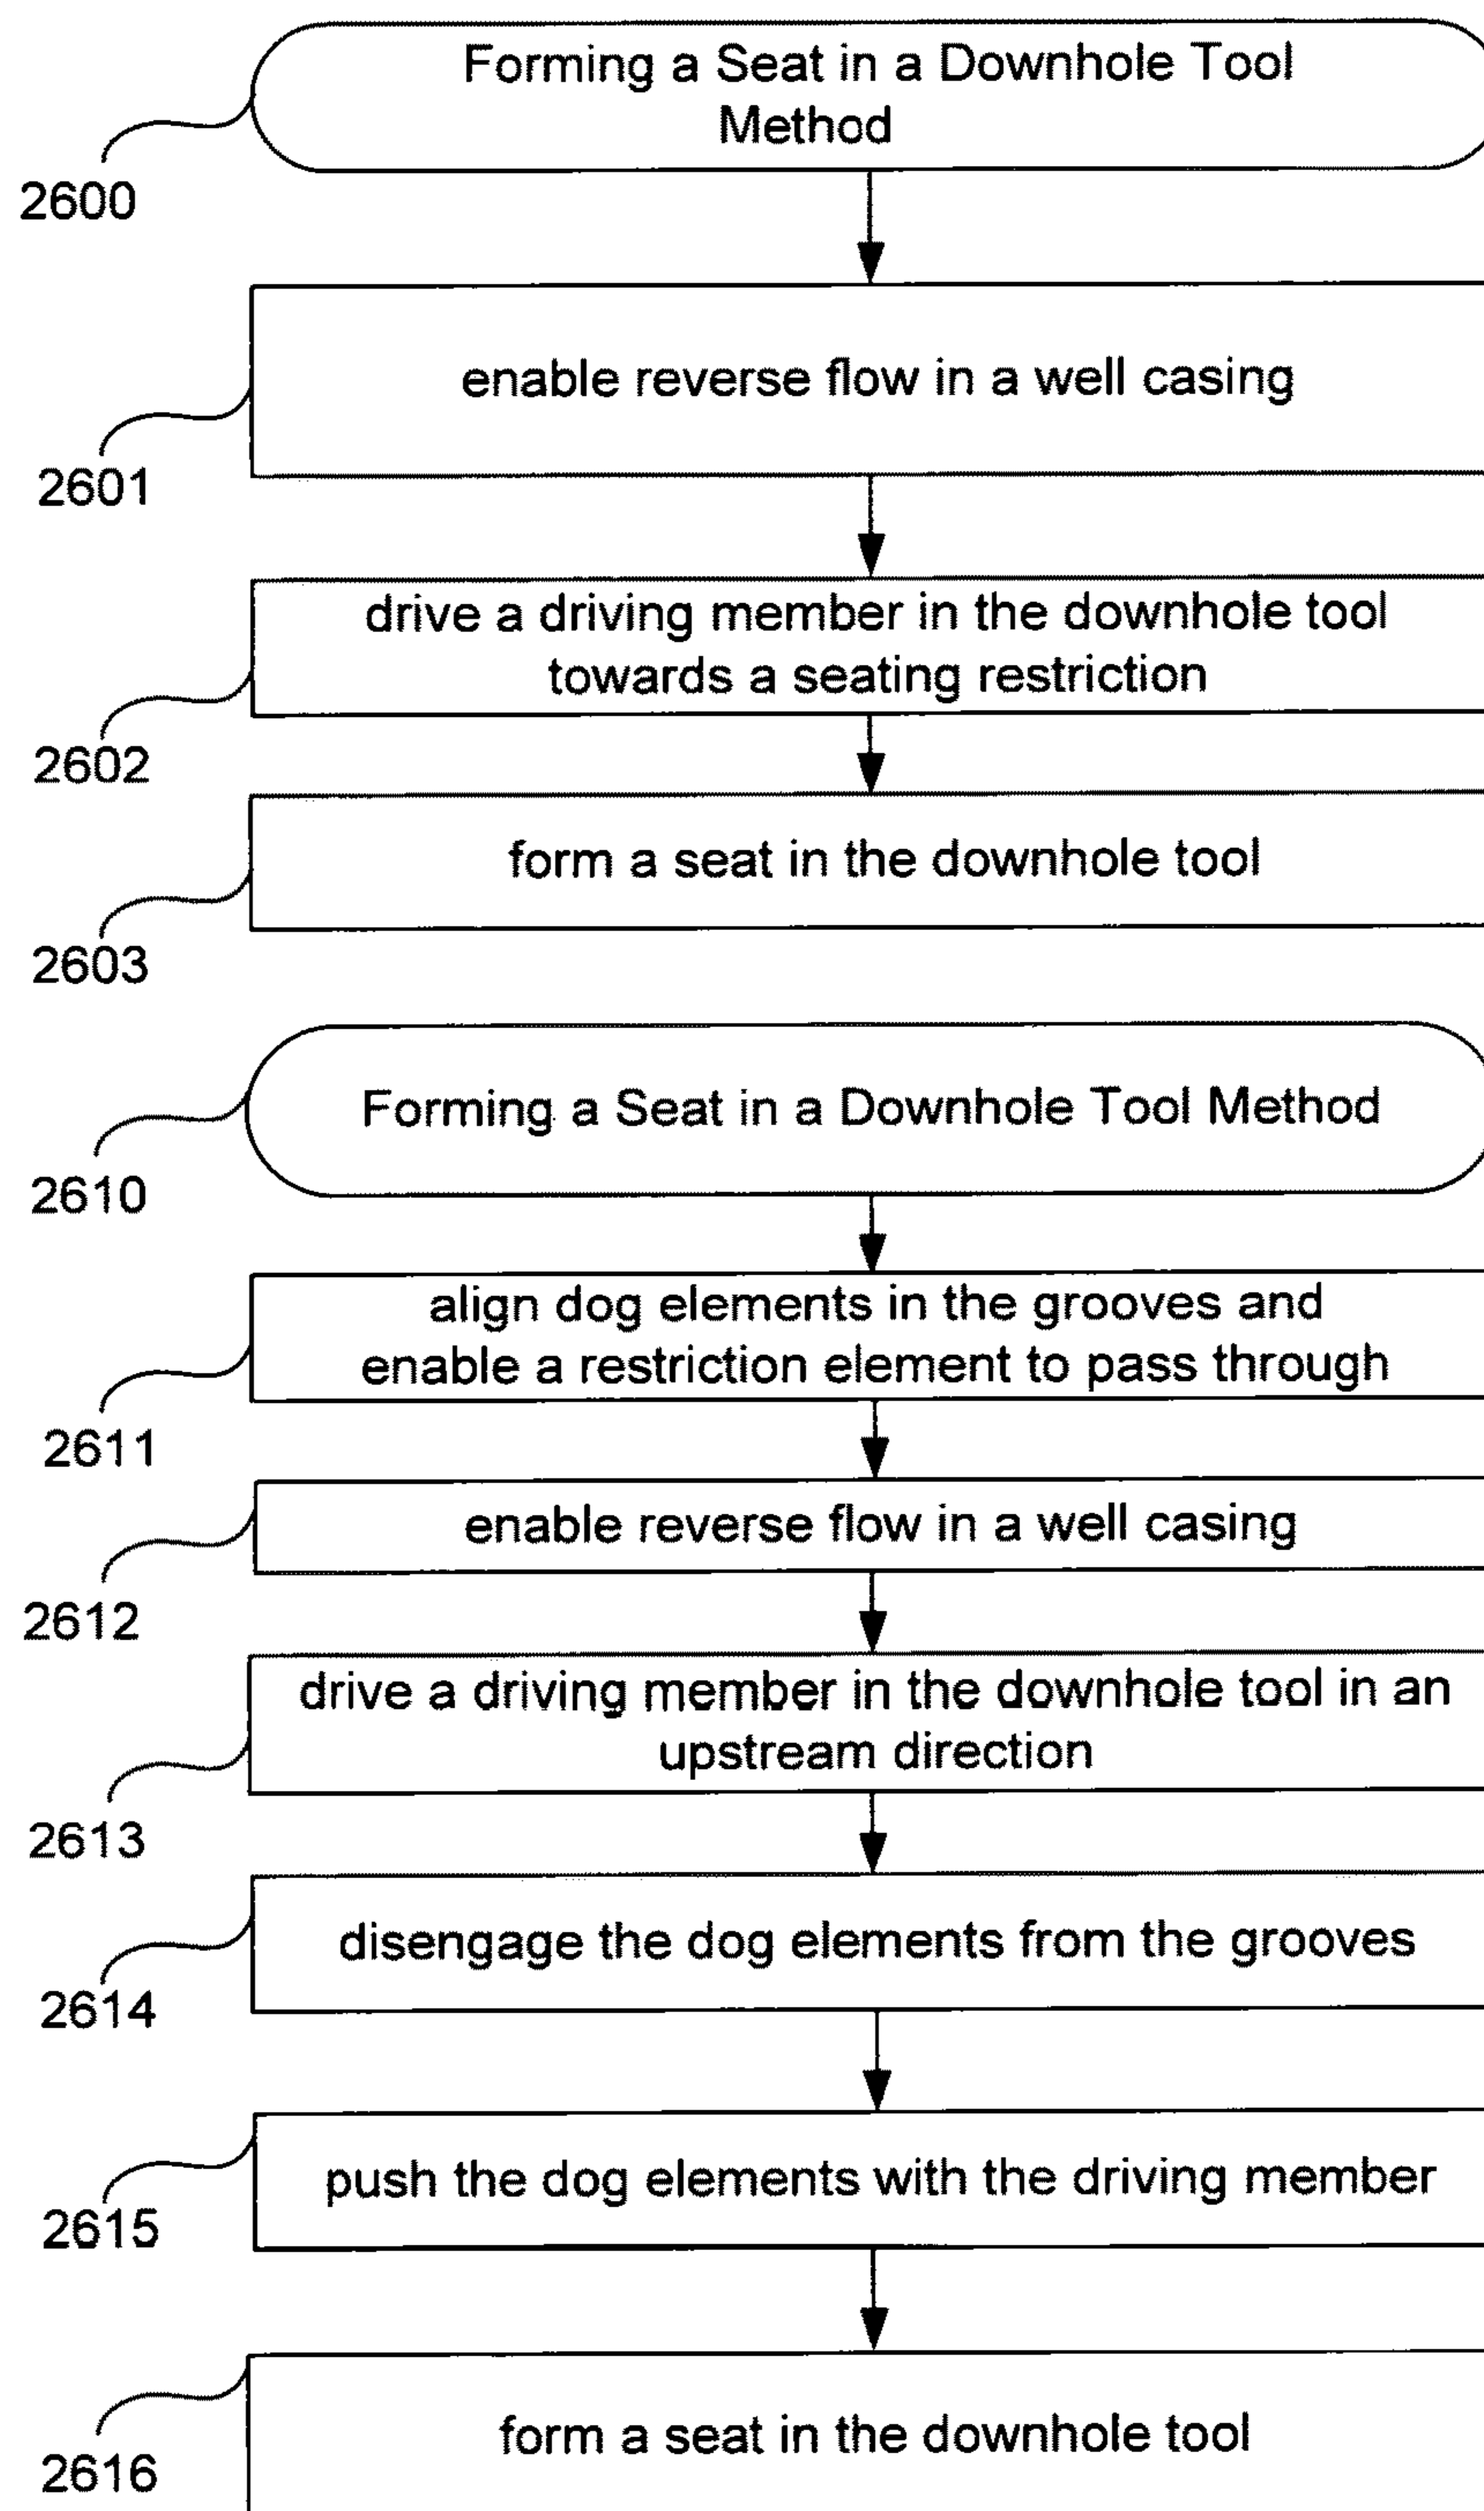 Forming a Seat in a Downhole Tool
Method
2600
enable reverse flow in a well casing
2601
drive a driving member in the downhole tool
towards a seating restriction
2602
form a seat in the downhole tool
2603
Forming a Seat in a Downhole Tool Method
2610
align dog elements in the grooves and
enable a restriction element to pass through
2611
enable reverse flow in a well casing
2612
drive a driving member in the downhole tool in an
upstream direction
2613
disengage the dog elements from the grooves
2614
push the dog elements with the driving member
2615
form a seat in the downhole tool
2616